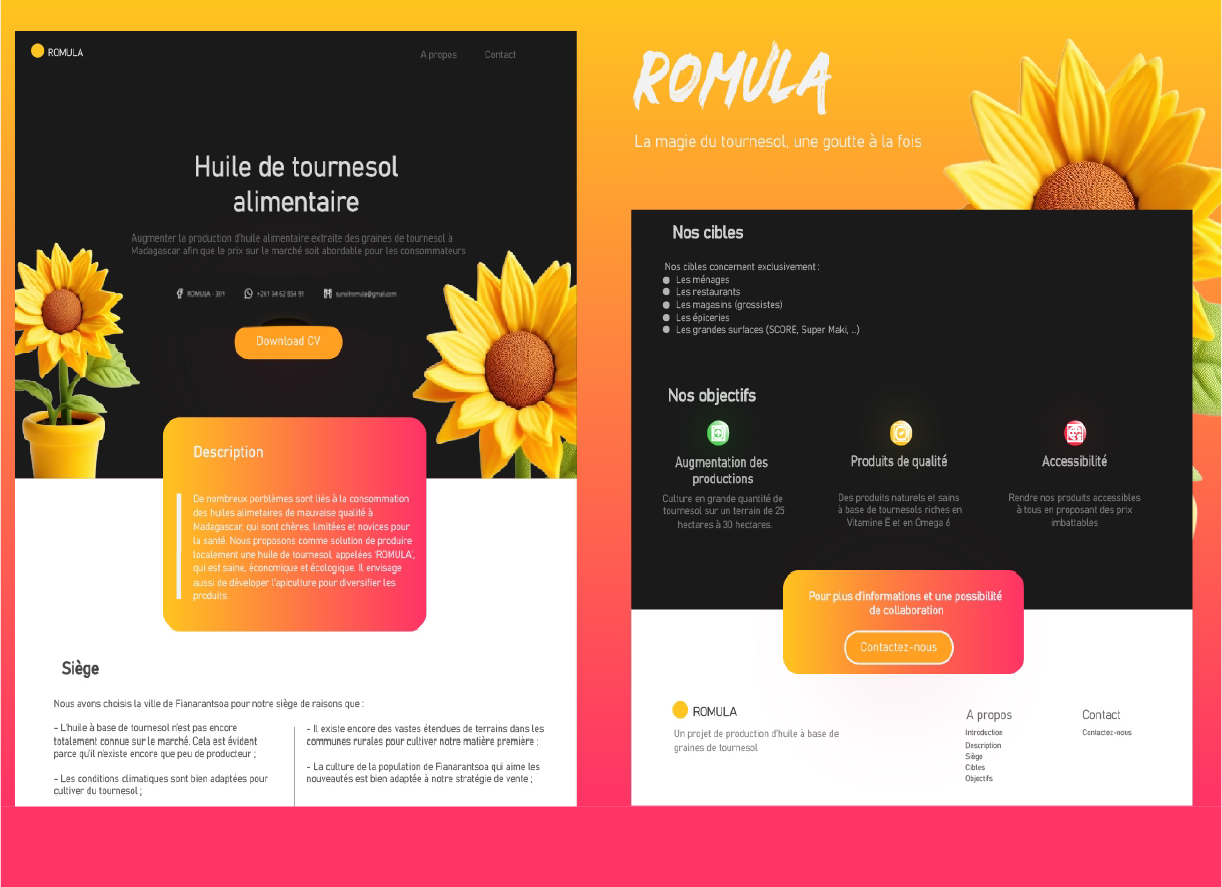 ROMULA
A propos
Contact
Huile de tournesol
alimentaire
Augmenter la production d'huile alimentaire extraite des graines de tournesol à
Madagascar afin que le prix sur le marché soit abordable pour les consommateurs
ROMULA - 301
+261 34 62 854 91
sunoilromula@gmail.com
Download CV
Description
De nombreux porblèmes sont liés à la consommation
des huiles alimetaires de mauvaise qualité à
Madagascar, qui sont chères, limitées et novices pour
la santé. Nous proposons comme solution de produire
localement une huile de tournesol, appelées 'ROMULA',
qui est saine, économique et écologique. Il envisage
aussi de déveloper l'apiculture pour diversifier les
produits.
Siège
Nous avons choisis la ville de Fianarantsoa pour notre siège de raisons que :
- L'huile à base de tournesol n'est pas encore
totalement connue sur le marché. Cela est évident
parce qu'il n'existe encore que peu de producteur ;
- Les conditions climatiques sont bien adaptées pour
cultiver du tournesol ;
- Il existe encore des vastes étendues de terrains dans les
communes rurales pour cultiver notre matière première ;
- La culture de la population de Fianarantsoa qui aime les
nouveautés est bien adaptée à notre stratégie de vente ;
ROMULA
La magie du tournesol, une goutte à la fois
Nos cibles
Nos cibles concernent exclusivement :
Les ménages
Les restaurants
Les magasins (grossistes)
Les épiceries
Les grandes surfaces (SCORE, Super Maki, ...)
Nos objectifs
Augmentation des
productions
Culture en grande quantité de
tournesol sur un terrain de 25
hectares à 30 hectares.
Produits de qualité
Des produits naturels et sains
à base de tournesols riches en
Vitamine E et en Omega 6
Accessibilité
Rendre nos produits accessibles
à tous en proposant des prix
imbattables
Pour plus d'informations et une possibilité
de collaboration
Contactez-nous
ROMULA
Un projet de production d'huile à base de
graines de tournesol
A propos
Introduction
Description
Siège
Cibles
Objectifs
Contact
Contactez-nous